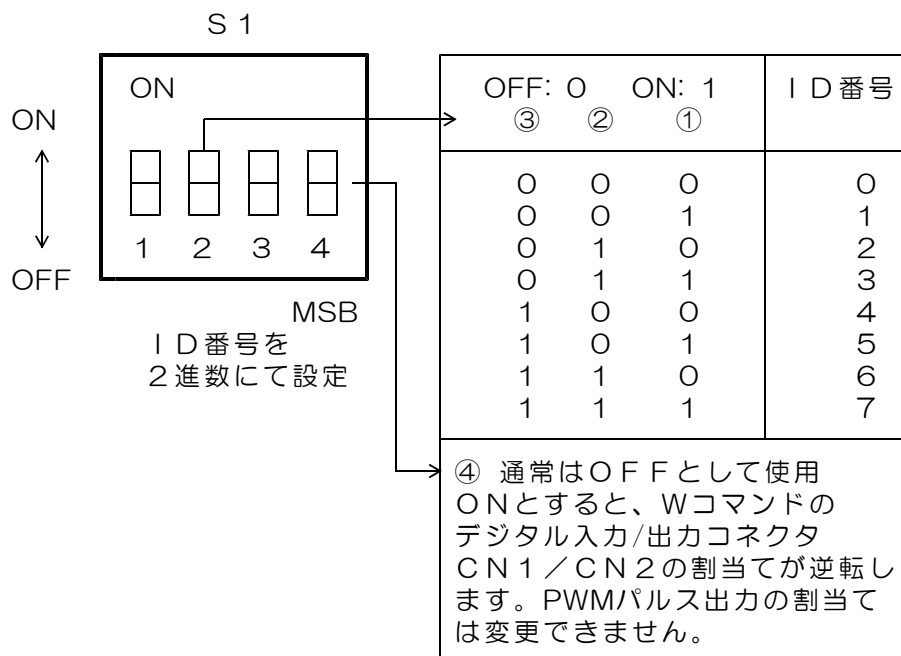 S 1
ON
ON
OFF
1 2 3 4
MSB
ID番号を
2進数にて設定
OFF: 0 ON: 1 ID番号
③ ② ①
0 0 0 0
0 0 1 1
0 1 0 2
0 1 1 3
1 0 0 4
1 0 1 5
1 1 0 6
1 1 1 7
④ 通常はOFFとして使用
ONとすると、Wコマンドの
デジタル入力/出力コネクタ
CN1/CN2の割当てが逆転し
ます。PWMパルス出力の割当て
は変更できません。